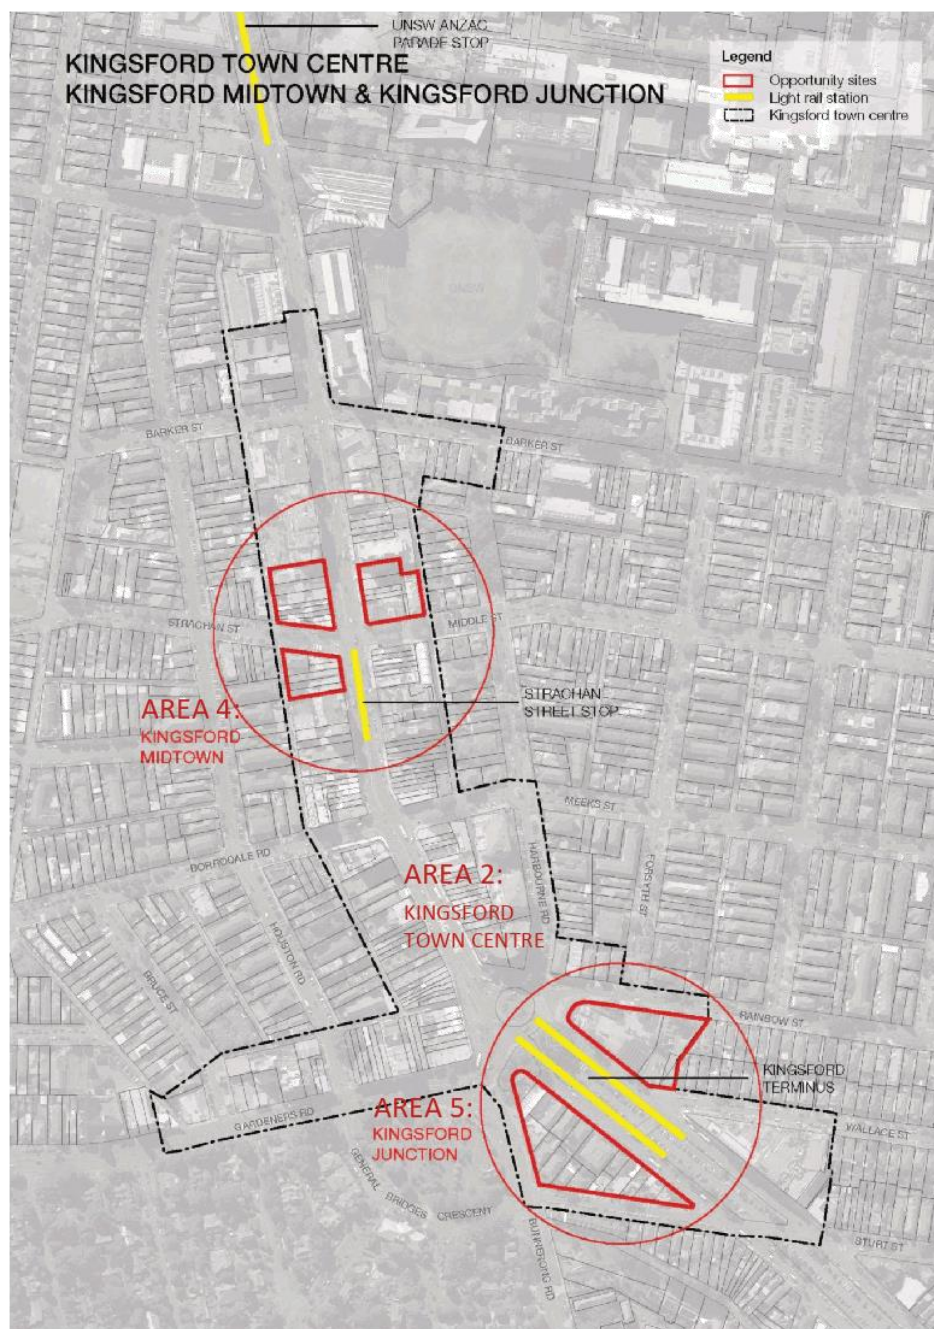 UNSW ANZAC
PARADE STOP
KINGSFORD TOWN CENTRE
KINGSFORD MIDTOWN & KINGSFORD JUNCTION
Legend
Opportunity sites
Light rail station
Kingsford town centre
UNSW
BARKER ST
BARKER ST
STRACHAN ST
MIDDLE ST
STRACHAN
STREET STOP
AREA 4:
KINGSFORD
MIDTOWN
MEEKS ST
BORRODALE RD
HARBOURNE RD
FORSYTH ST
AREA 2:
KINGSFORD
TOWN CENTRE
HOUSTON RD
BRUCE ST
RAINBOW ST
KINGSFORD
TERMINUS
AREA 5:
KINGSFORD
JUNCTION
GARDENERS RD
WALLACE ST
GENERAL BRIDGES CRESCENT
BUNNERONG RD
STURT ST